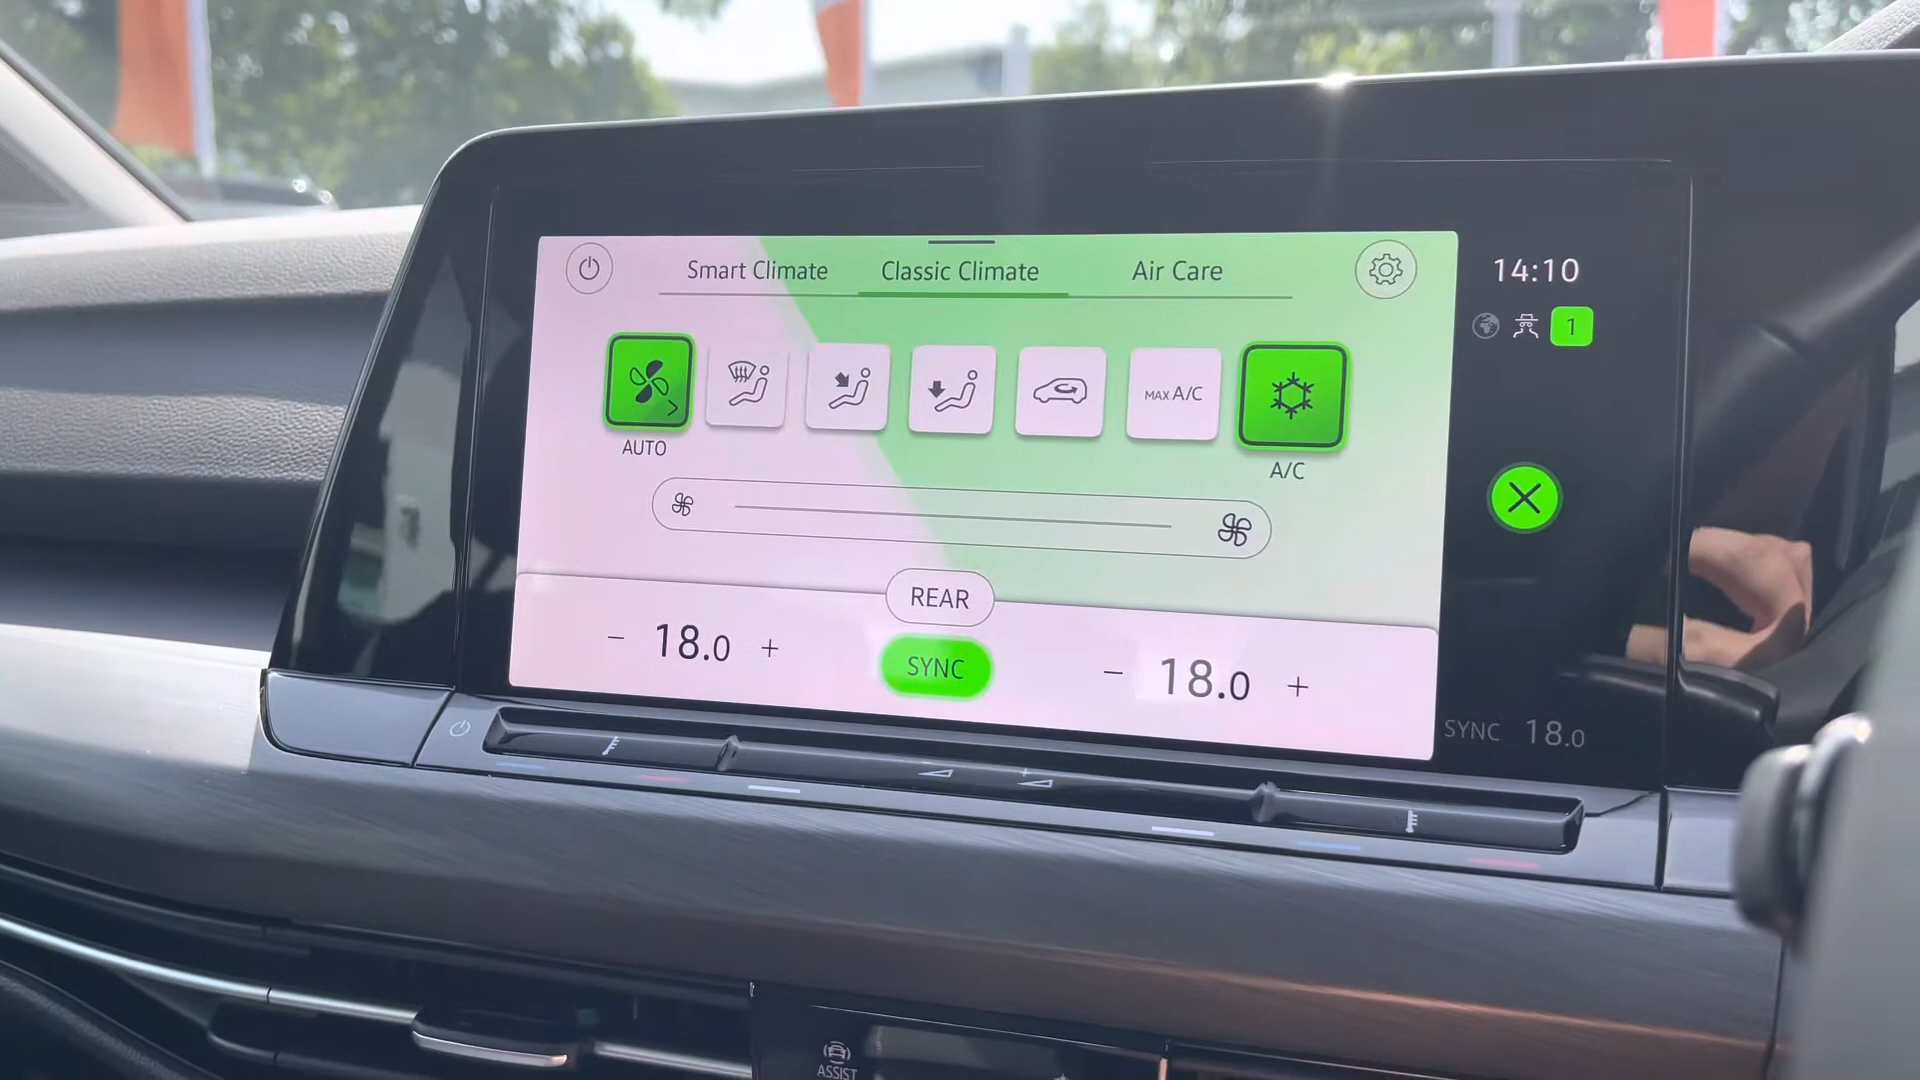 Smart Climate
Classic Climate
Air Care
14:10
1
MAX A/C
AUTO
A/C
REAR
- 18.0 +
SYNC
- 18.0 +
SYNC 18.0
ASSIST